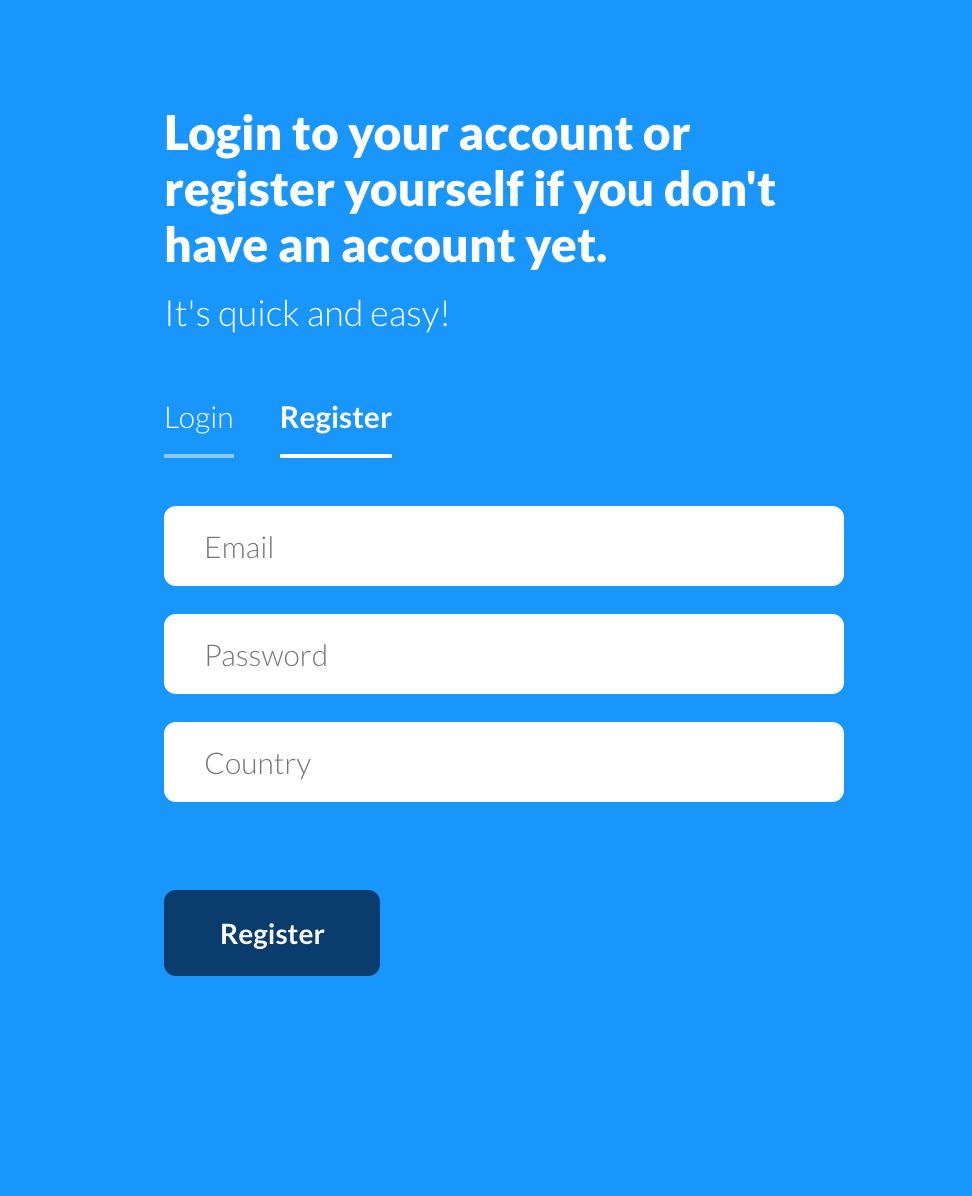 Login to your account or
register yourself if you don't
have an account yet.
It's quick and easy!
Login Register
Email
Password
Country
Register